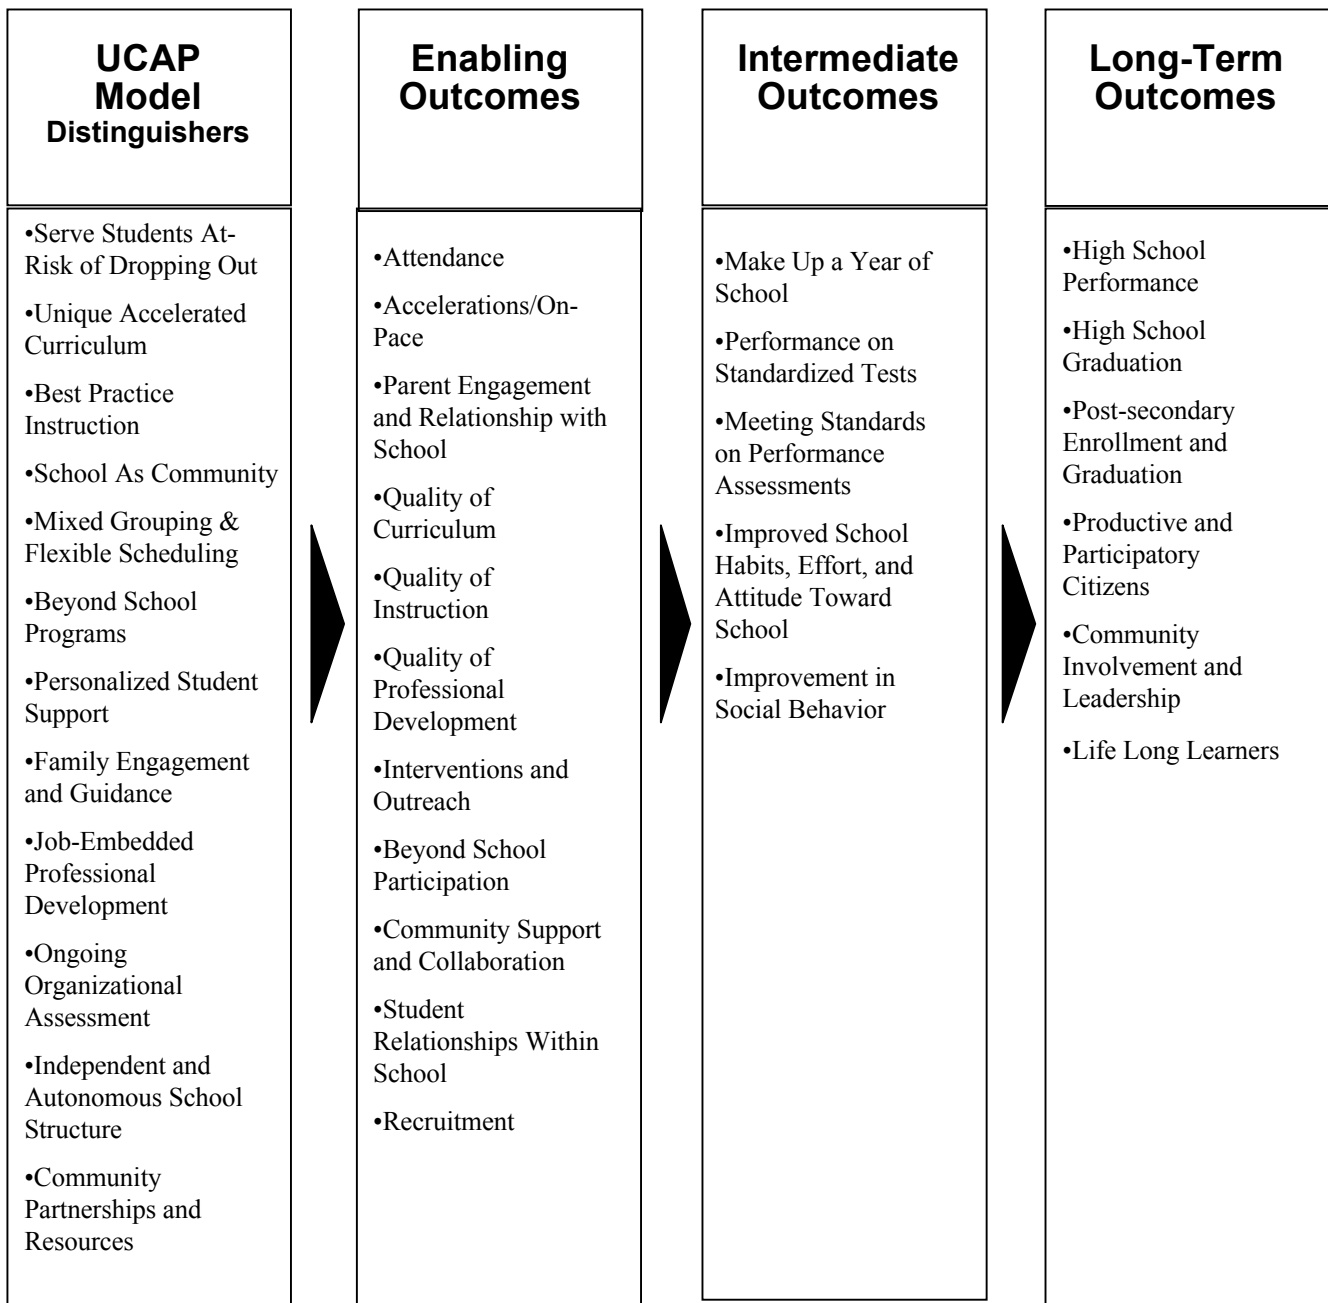 UCAP
Model
Distinguishers
•Serve Students At-
Risk of Dropping Out
•Unique Accelerated
Curriculum
•Best Practice
Instruction
•School As Community
•Mixed Grouping &
Flexible Scheduling
•Beyond School
Programs
•Personalized Student
Support
•Family Engagement
and Guidance
•Job-Embedded
Professional
Development
•Ongoing
Organizational
Assessment
•Independent and
Autonomous School
Structure
•Community
Partnerships and
Resources
Enabling
Outcomes
•Attendance
•Accelerations/On-
Pace
•Parent Engagement
and Relationship with
School
•Quality of
Curriculum
•Quality of
Instruction
•Quality of
Professional
Development
•Interventions and
Outreach
•Beyond School
Participation
•Community Support
and Collaboration
•Student
Relationships Within
School
•Recruitment
Intermediate
Outcomes
•Make Up a Year of
School
•Performance on
Standardized Tests
•Meeting Standards
on Performance
Assessments
•Improved School
Habits, Effort, and
Attitude Toward
School
•Improvement in
Social Behavior
Long-Term
Outcomes
•High School
Performance
•High School
Graduation
•Post-secondary
Enrollment and
Graduation
•Productive and
Participatory
Citizens
•Community
Involvement and
Leadership
•Life Long Learners